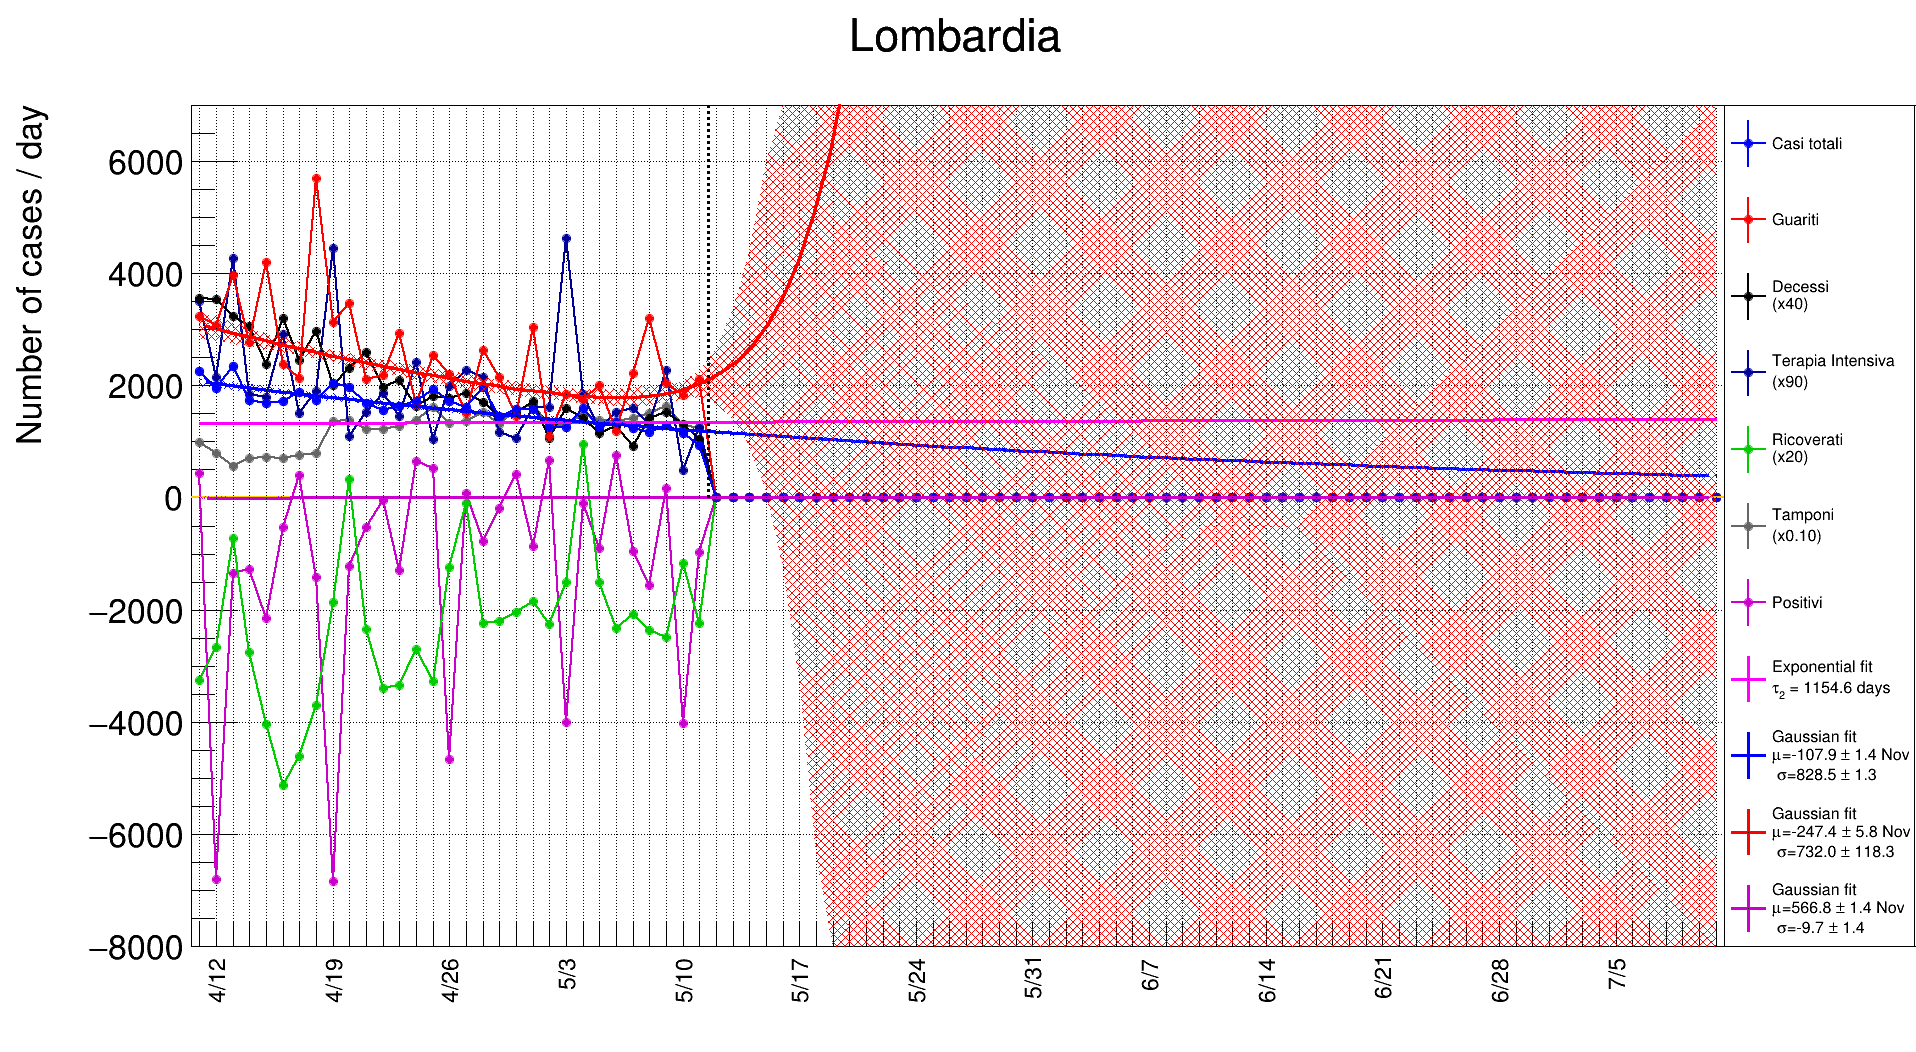 Lombardia
Number of cases / day
6000
4000
2000
0
−2000
−4000
−6000
−8000
4/12
4/19
4/26
5/3
5/10
5/17
5/24
5/31
6/7
6/14
6/21
6/28
7/5
Casi totali
Guariti
Decessi
(x40)
Terapia Intensiva
(x90)
Ricoverati
(x20)
Tamponi
(x0.10)
Positivi
Exponential fit
τ2 = 1154.6 days
Gaussian fit
μ=-107.9 ± 1.4 Nov
σ=828.5 ± 1.3
Gaussian fit
μ=-247.4 ± 5.8 Nov
σ=732.0 ± 118.3
Gaussian fit
μ=566.8 ± 1.4 Nov
σ=-9.7 ± 1.4